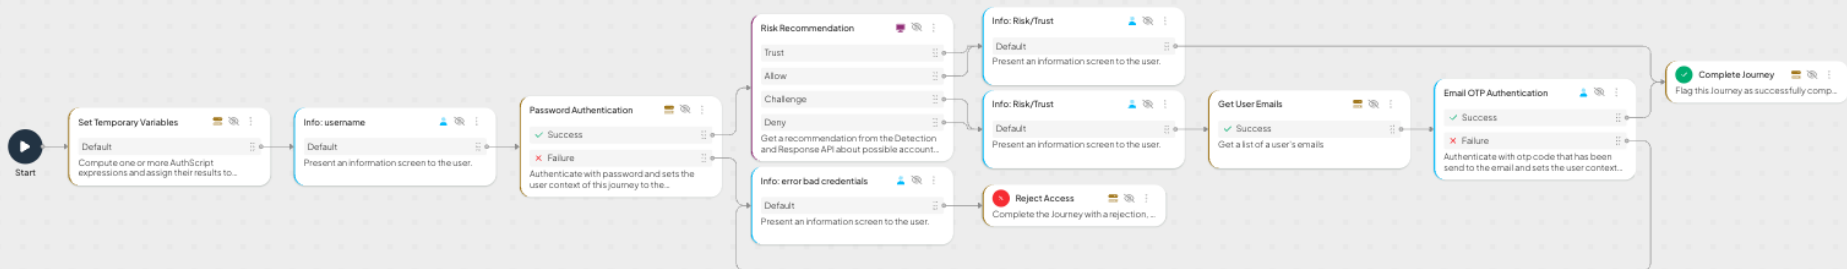 Start
Set Temporary Variables
Default
Compute one or more AuthScript
expressions and assign their results to...
Info: username
Default
Present an information screen to the user.
Password Authentication
Success
Failure
Authenticate with password and sets the
user context of this journey to the...
Risk Recommendation
Trust
Allow
Challenge
Deny
Get a recommendation from the Detection
and Response API about possible account...
Info: error bad credentials
Default
Present an information screen to the user.
Info: Risk/Trust
Default
Present an information screen to the user.
Info: Risk/Trust
Default
Present an information screen to the user.
Reject Access
Complete the Journey with a rejection, ...
Get User Emails
Success
Get a list of a user's emails
Email OTP Authentication
Success
Failure
Authenticate with otp code that has been
send to the email and sets the user context...
Complete Journey
Flag this Journey as successfully comp...